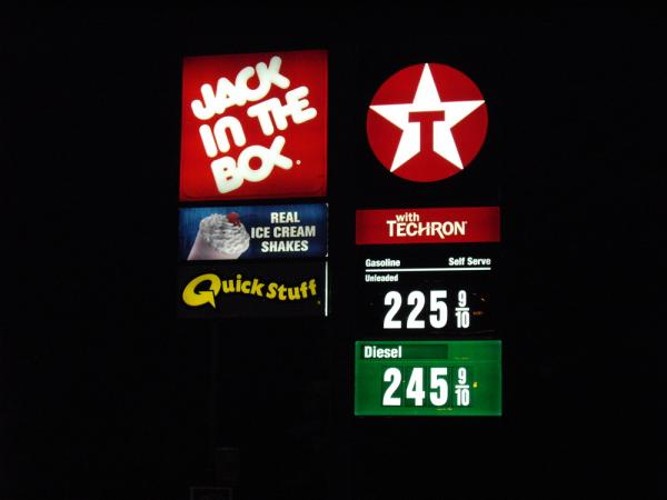 JACK
IN THE
BOX
REAL
ICE CREAM
SHAKES
Quick Stuff
T
with
TECHRON
Gasoline Self Serve
Unleaded
225 9/10
Diesel
245 9/10